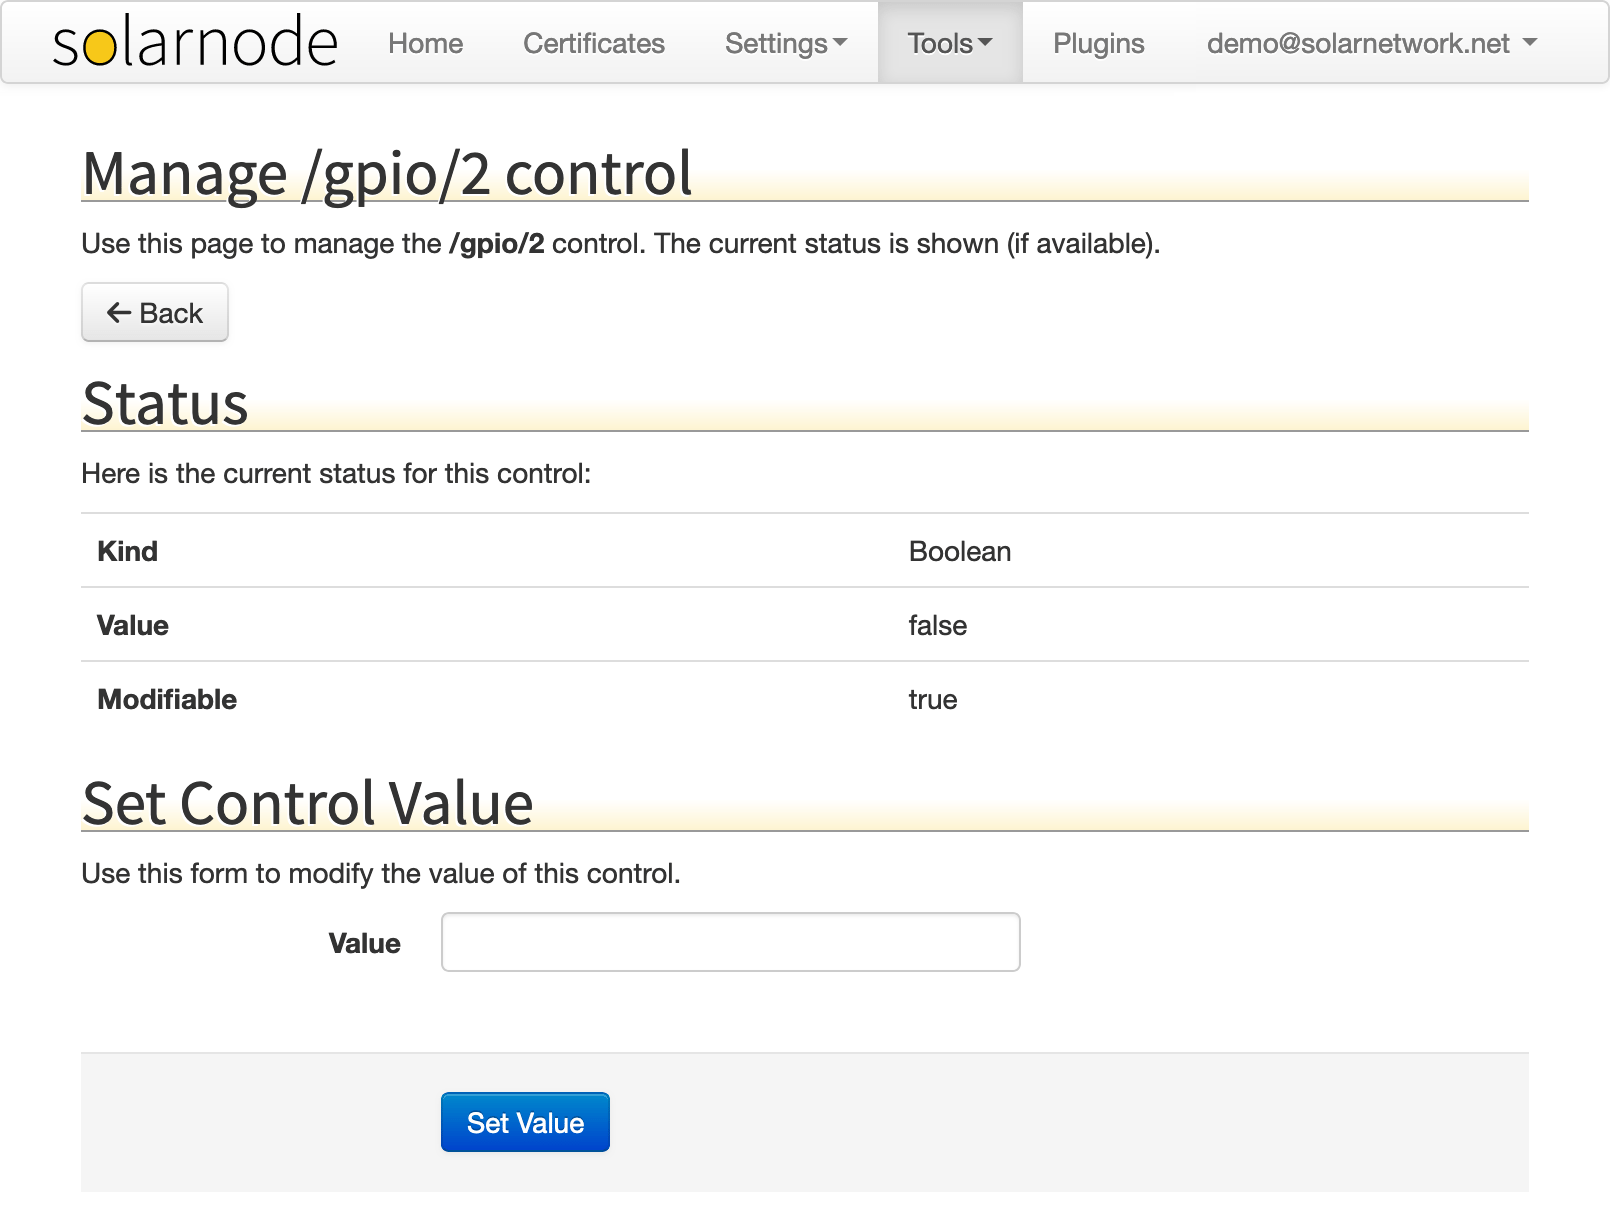 solarnode Home Certificates Settings Tools Plugins demo@solarnetwork.net
Manage /gpio/2 control
Use this page to manage the /gpio/2 control. The current status is shown (if available).
← Back
Status
Here is the current status for this control:
Kind Boolean
Value false
Modifiable true
Set Control Value
Use this form to modify the value of this control.
Value
Set Value